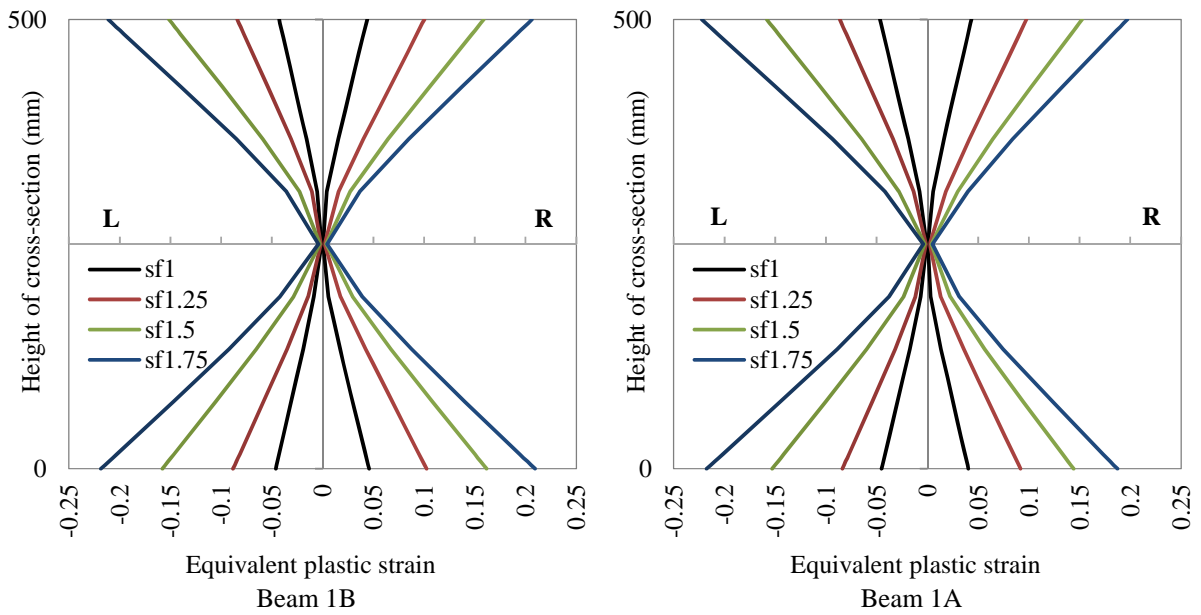 500
Height of cross-section (mm)
L
R
sf1
sf1.25
sf1.5
sf1.75
0
-0.25
-0.2
-0.15
-0.1
-0.05
0
0.05
0.1
0.15
0.2
0.25
Equivalent plastic strain
Beam 1B
500
Height of cross-section (mm)
L
R
sf1
sf1.25
sf1.5
sf1.75
0
-0.25
-0.2
-0.15
-0.1
-0.05
0
0.05
0.1
0.15
0.2
0.25
Equivalent plastic strain
Beam 1A